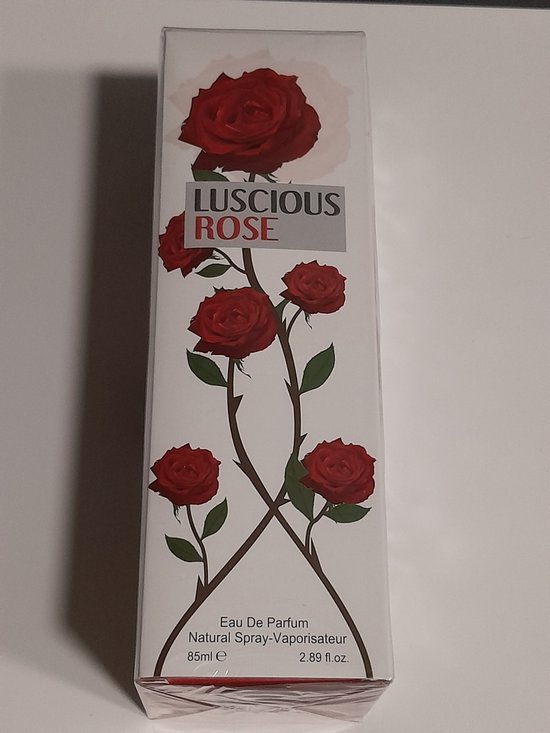 LUSCIOUS
ROSE
Eau De Parfum
Natural Spray-Vaporisateur
85ml ℮ 2.89 fl.oz.